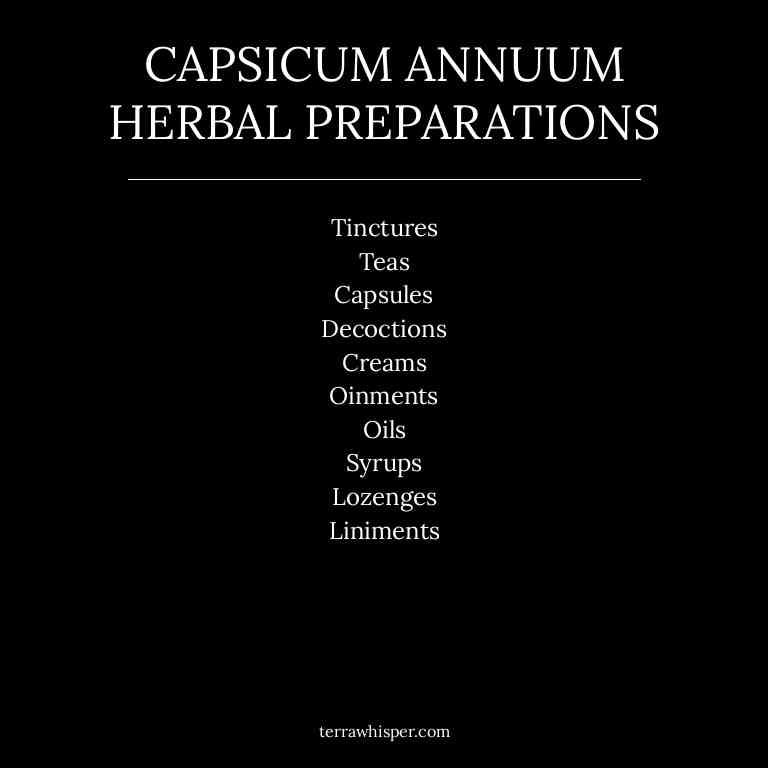 CAPSICUM ANNUUM
HERBAL PREPARATIONS
Tinctures
Teas
Capsules
Decoctions
Creams
Oinments
Oils
Syrups
Lozenges
Liniments
terrawhisper.com